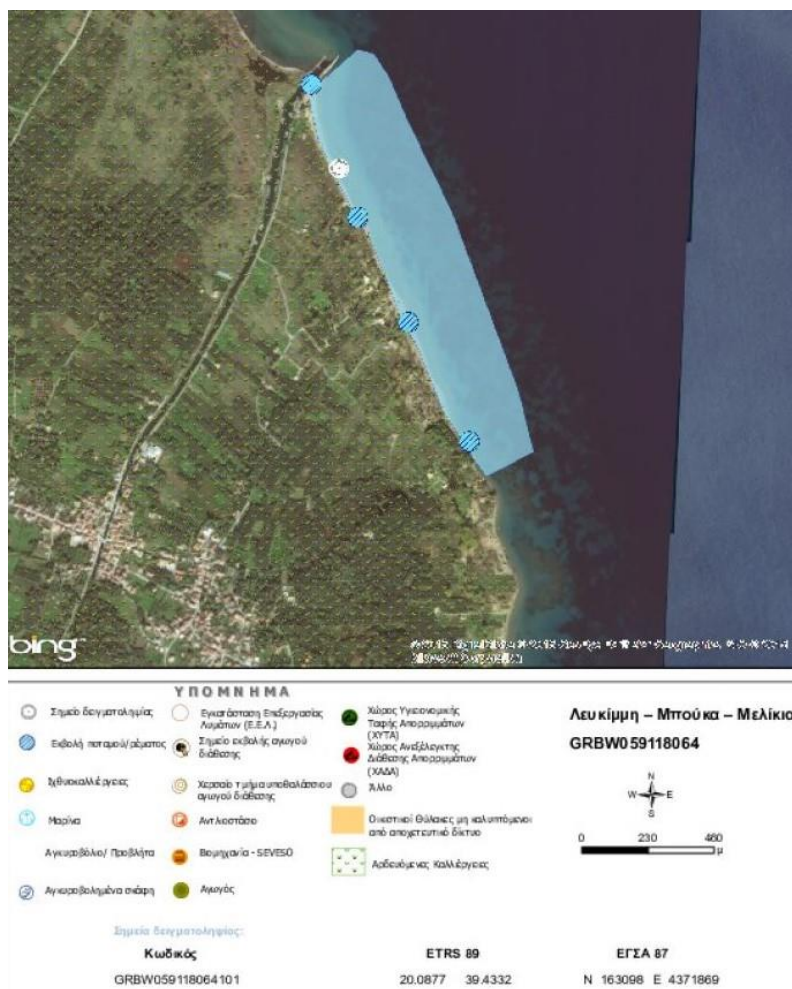 bing
ΥΠΟΜΝΗΜΑ
Σημείο δειγματοληψίας
Εκβολή ποταμού/ρέματος
Ιχθυοκαλλιέργειες
Μαρίνα
Αγκυροβόλιο/ Προβλήτα
Αγκυροβολημένα σκάφη
Εγκατάσταση Επεξεργασίας
Λυμάτων (Ε.Ε.Λ.)
Σημείο εκβολής αγωγού
διάθεσης
Χερσαίο τμήμα υποθαλάσσιου
αγωγού διάθεσης
Αντλιοστάσιο
Βιομηχανία - SEVESO
Αγωγός
Χώρος Υγειονομικής
Ταφής Απορριμμάτων
(ΧΥΤΑ)
Χώρος Ανεξέλεγκτης
Διάθεσης Απορριμμάτων
(ΧΑΔΑ)
Άλλο
Οικιστικοί Θύλακες μη καλυπτόμενοι
από αποχετευτικό δίκτυο
Αρδευόμενες Καλλιέργειες
Λευκίμμη – Μπούκα – Μελίκιο
GRBW059118064
N
W E
S
0 230 460
μ
Σημεία δειγματοληψίας:
Κωδικός ETRS 89 ΕΓΣΑ 87
GRBW059118064101 20.0877 39.4332 N 163098 E 4371869